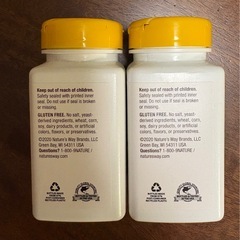 Keep out of reach of children.
Safety sealed with printed inner
seal. Do not use if seal is broken
or missing.
GLUTEN FREE. No salt, yeast-
derived ingredients, wheat, corn,
soy, dairy products, or artificial
colors, flavors, or preservatives.
©2020 Nature's Way Brands, LLC
Green Bay, WI 54311 USA
Questions? 1-800-9NATURE /
naturesway.com
Keep out of reach of children.
Safety sealed with printed inner
seal. Do not use if seal is broken
or missing.
GLUTEN FREE. No salt, yeast-
derived ingredients, wheat, corn,
soy, dairy products, or artificial
colors, flavors, or preservatives.
©2020 Nature's Way Brands, LLC
Green Bay, WI 54311 USA
Questions? 1-800-9NATURE /
naturesway.com